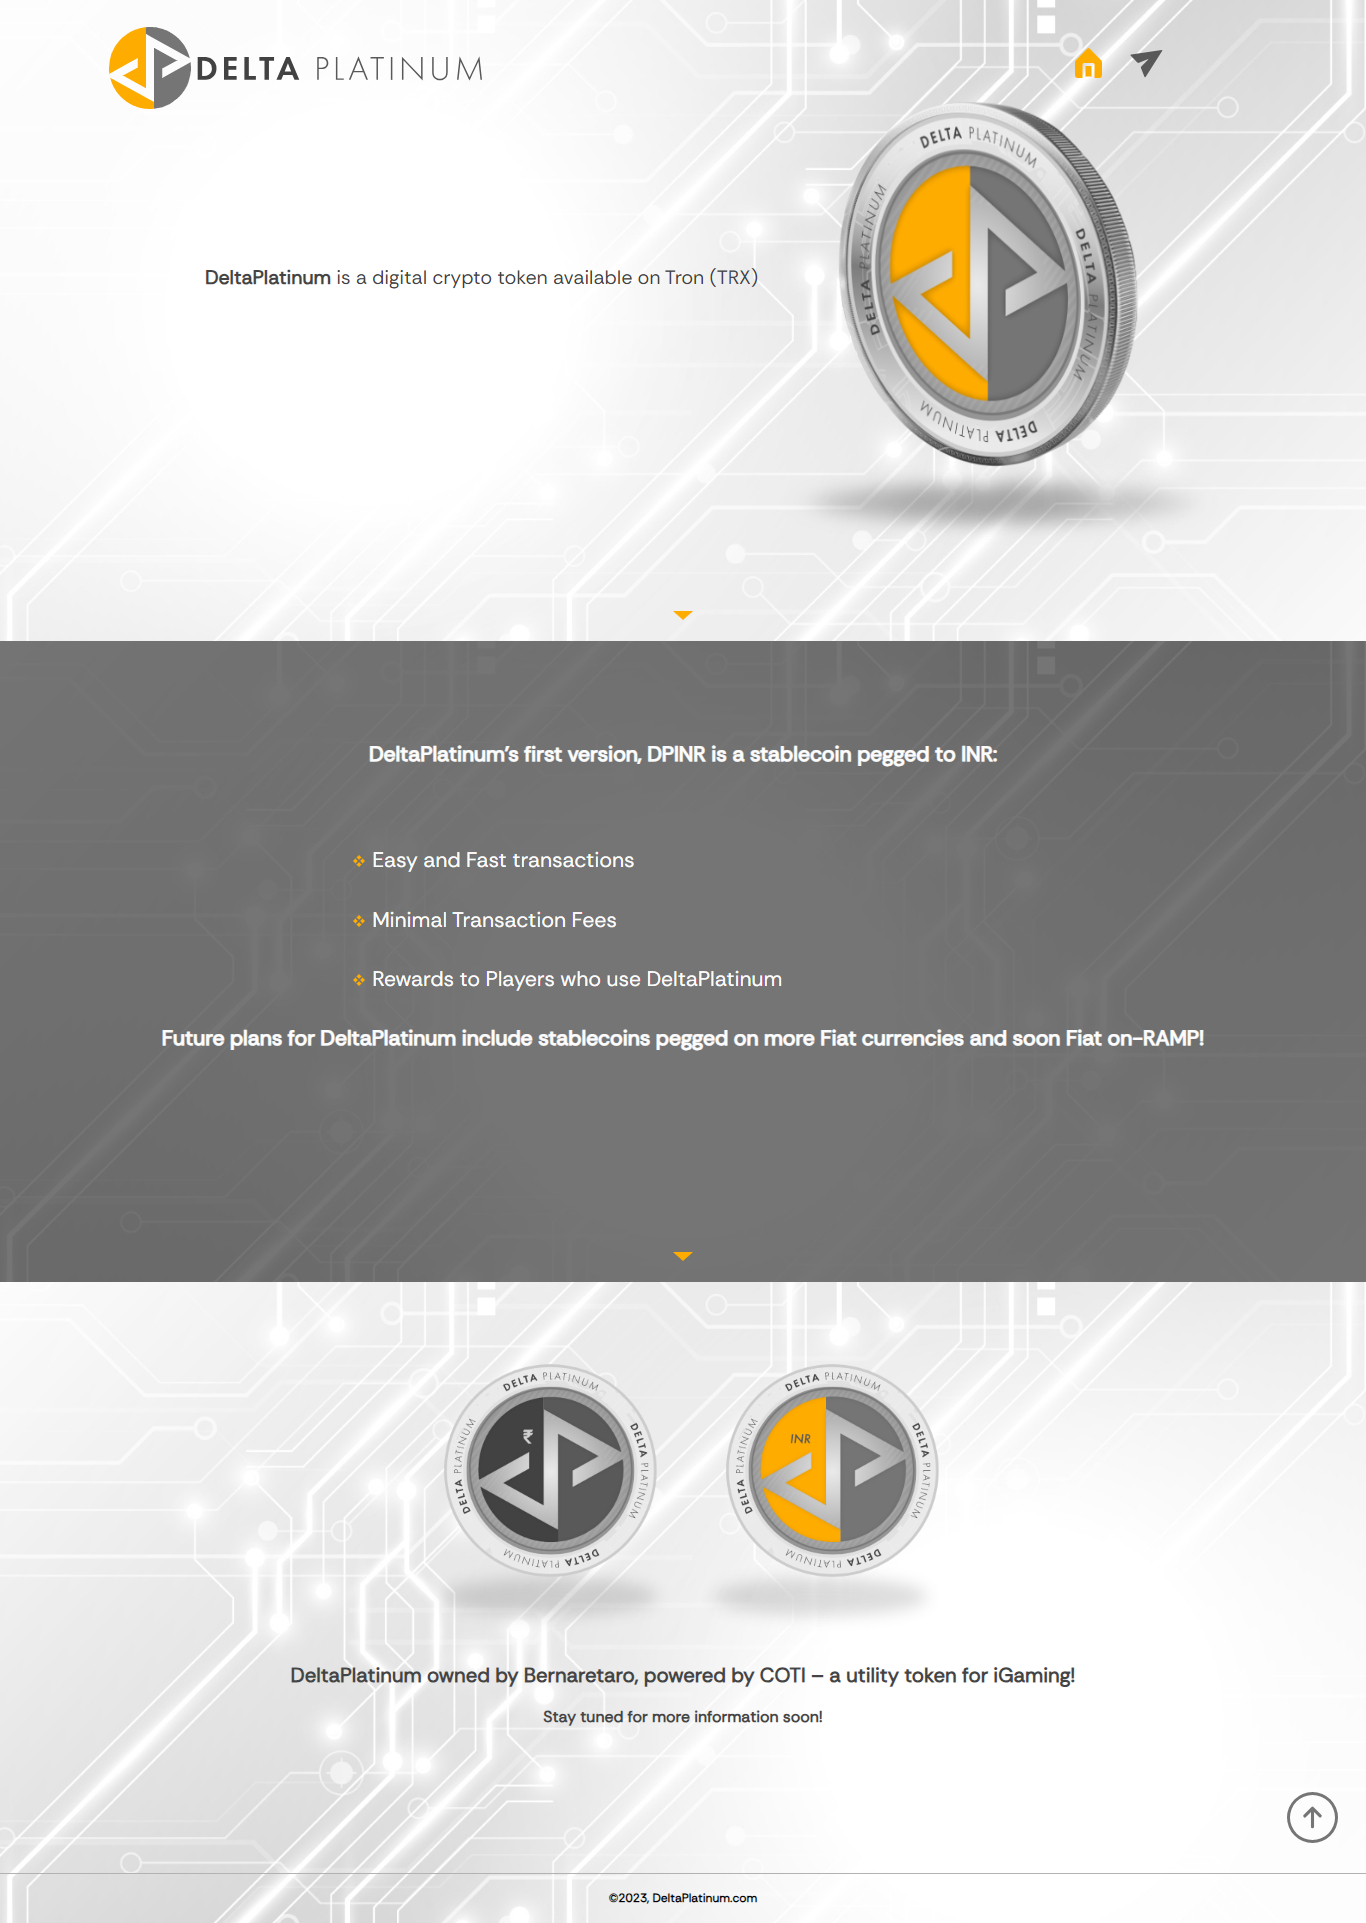 DELTA PLATINUM
DELTA PLATINUM
DELTA PLATINUM
DELTA PLATINUM
DELTA PLATINUM
DeltaPlatinum is a digital crypto token available on Tron (TRX)
DeltaPlatinum's first version, DPINR is a stablecoin pegged to INR:
Easy and Fast transactions
Minimal Transaction Fees
Rewards to Players who use DeltaPlatinum
Future plans for DeltaPlatinum include stablecoins pegged on more Fiat currencies and soon Fiat on-RAMP!
DELTA PLATINUM
DELTA PLATINUM
DELTA PLATINUM
DELTA PLATINUM
₹
DELTA PLATINUM
DELTA PLATINUM
DELTA PLATINUM
DELTA PLATINUM
INR
DeltaPlatinum owned by Bernaretaro, powered by COTI – a utility token for iGaming!
Stay tuned for more information soon!
©2023, DeltaPlatinum.com